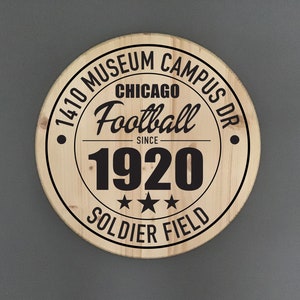 1410 MUSEUM CAMPUS DR
CHICAGO
Football
SINCE
1920
SOLDIER FIELD